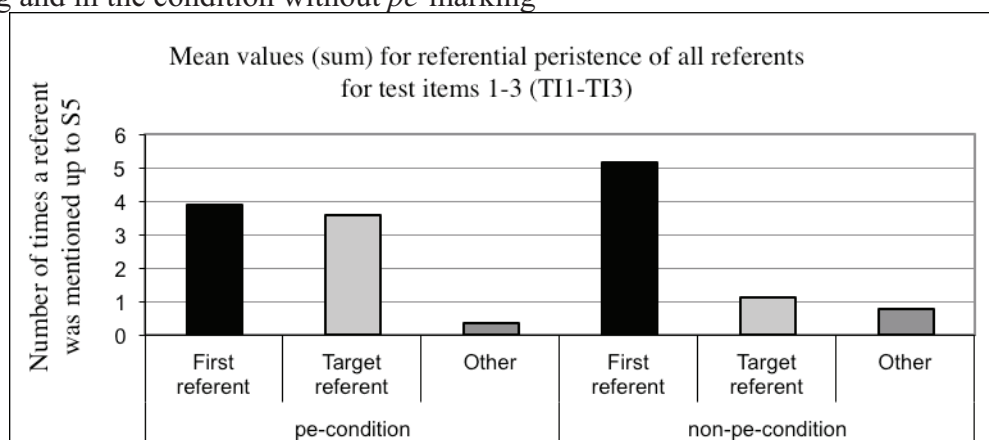 g and in the condition without pe-marking
Mean values (sum) for referential peristence of all referents
for test items 1-3 (TI1-TI3)
Number of times a referent
was mentioned up to S5
6
5
4
3
2
1
0
First
referent
Target
referent
Other
First
referent
Target
referent
Other
pe-condition
non-pe-condition